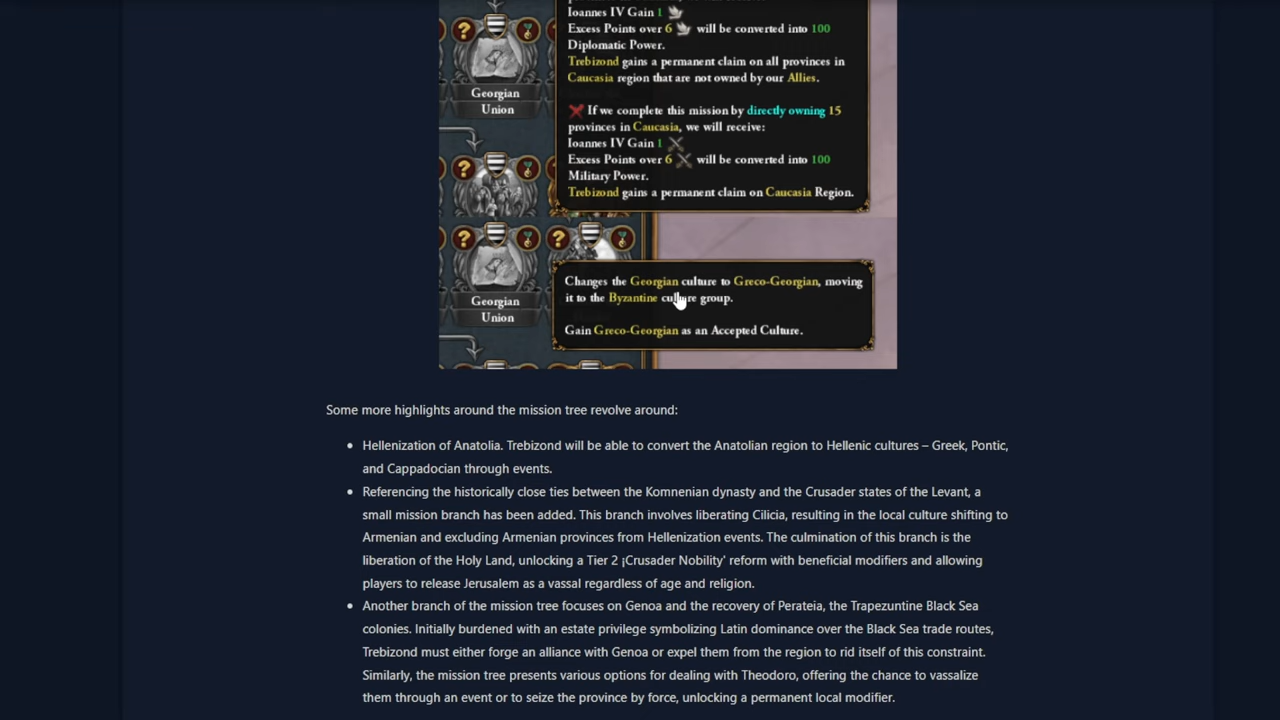 Ioannes IV Gain 1
Excess Points over 6 will be converted into 100
Diplomatic Power.
Trebizond gains a permanent claim on all provinces in
Caucasia region that are not owned by our Allies.
If we complete this mission by directly owning 15
provinces in Caucasia, we will receive:
Ioannes IV Gain 1
Excess Points over 6 will be converted into 100
Military Power.
Trebizond gains a permanent claim on Caucasia Region.
Georgian
Union
Changes the Georgian culture to Greco-Georgian, moving
it to the Byzantine culture group.
Gain Greco-Georgian as an Accepted Culture.
Georgian
Union
Some more highlights around the mission tree revolve around:
Hellenization of Anatolia. Trebizond will be able to convert the Anatolian region to Hellenic cultures – Greek, Pontic,
and Cappadocian through events.
Referencing the historically close ties between the Komnenian dynasty and the Crusader states of the Levant, a
small mission branch has been added. This branch involves liberating Cilicia, resulting in the local culture shifting to
Armenian and excluding Armenian provinces from Hellenization events. The culmination of this branch is the
liberation of the Holy Land, unlocking a Tier 2 ¡Crusader Nobility' reform with beneficial modifiers and allowing
players to release Jerusalem as a vassal regardless of age and religion.
Another branch of the mission tree focuses on Genoa and the recovery of Perateia, the Trapezuntine Black Sea
colonies. Initially burdened with an estate privilege symbolizing Latin dominance over the Black Sea trade routes,
Trebizond must either forge an alliance with Genoa or expel them from the region to rid itself of this constraint.
Similarly, the mission tree presents various options for dealing with Theodoro, offering the chance to vassalize
them through an event or to seize the province by force, unlocking a permanent local modifier.